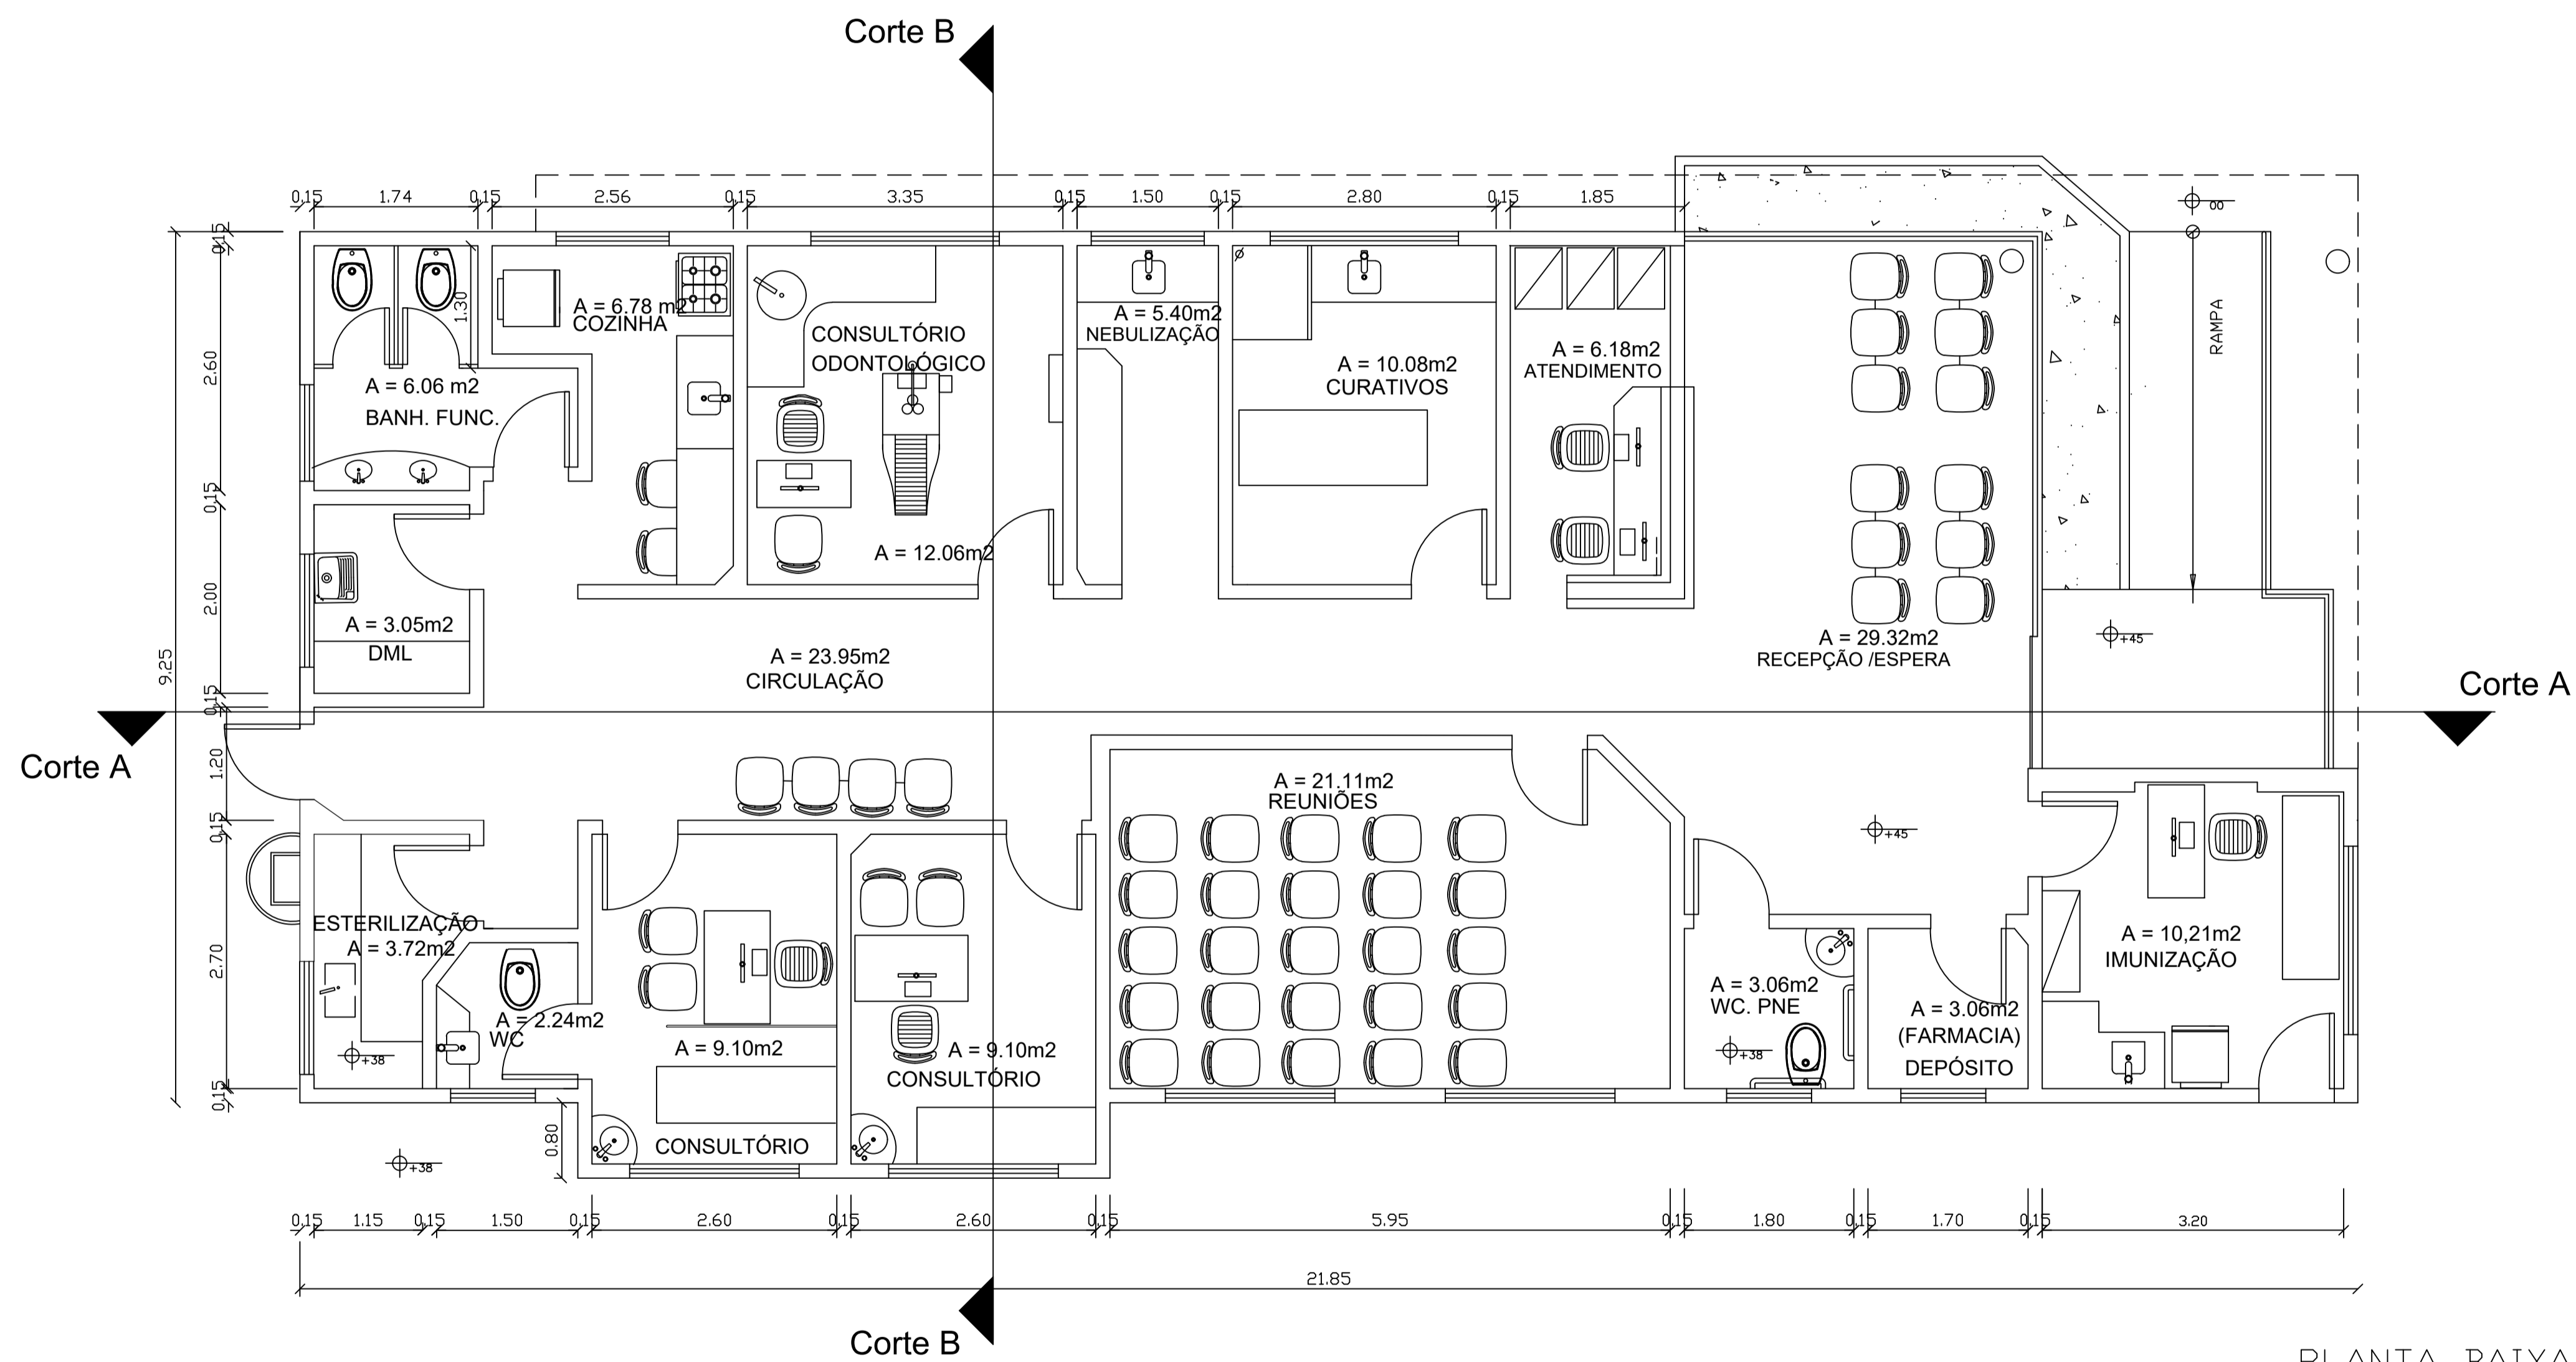 Corte B
0,15 1.74 0,15 2.56 0,15 3.35 0,15 1.50 0,15 2.80 0,15 1.85
00
0,15
1.30
2.60
A = 6.78 m2
COZINHA
A = 6.06 m2
BANH. FUNC.
CONSULTÓRIO
ODONTOLÓGICO
A = 12.06m2
A = 5.40m2
NEBULIZAÇÃO
A = 10.08m2
CURATIVOS
A = 6.18m2
ATENDIMENTO
RAMPA
0,15
2.00
A = 3.05m2
DML
A = 23.95m2
CIRCULAÇÃO
A = 29.32m2
RECEPÇÃO /ESPERA
+45
9.25
0,15
Corte A
Corte A
1.20
0,15
A = 21.11m2
REUNIÕES
+45
2.70
ESTERILIZAÇÃO
A = 3.72m2
+38
A = 2.24m2
WC
A = 9.10m2
CONSULTÓRIO
A = 9.10m2
CONSULTÓRIO
A = 3.06m2
WC. PNE
+38
A = 3.06m2
(FARMACIA)
DEPÓSITO
A = 10,21m2
IMUNIZAÇÃO
0,15
0.80
+38
0,15 1.15 0,15 1.50 0,15 2.60 0,15 2.60 0,15 5.95 0,15 1.80 0,15 1.70 0,15 3.20
21.85
Corte B
PLANTA BAIXA